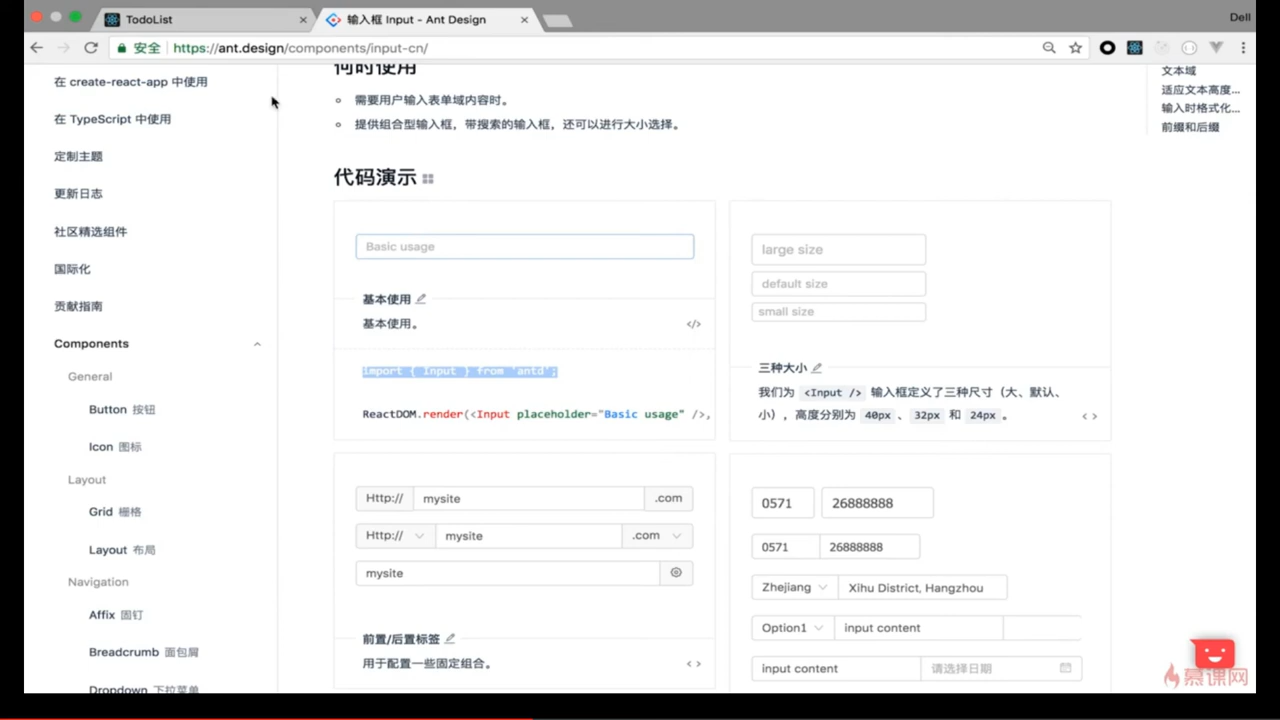 TodoList
输入框 Input - Ant Design
Dell
安全
https://ant.design/components/input-cn/
在 create-react-app 中使用
在 TypeScript 中使用
定制主题
更新日志
社区精选组件
国际化
贡献指南
Components
General
Button 按钮
Icon 图标
Layout
Grid 栅格
Layout 布局
Navigation
Affix 固钉
Breadcrumb 面包屑
Dropdown 下拉菜单
何时使用
需要用户输入表单域内容时。
提供组合型输入框，带搜索的输入框，还可以进行大小选择。
代码演示
Basic usage
基本使用
基本使用。
</>
import { Input } from 'antd';
ReactDOM.render(<Input placeholder="Basic usage" />,
large size
default size
small size
三种大小
我们为 <Input /> 输入框定义了三种尺寸（大、默认、
小），高度分别为 40px 、 32px 和 24px 。
< >
Http:// mysite .com
Http:// mysite .com
mysite
前置/后置标签
用于配置一些固定组合。
< >
0571 26888888
0571 26888888
Zhejiang Xihu District, Hangzhou
Option1 input content
input content 请选择日期
文本域
适应文本高度...
输入时格式化...
前缀和后缀
慕课网